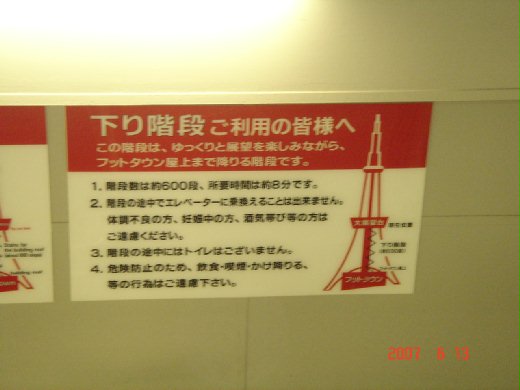 下り階段ご利用の皆様へ
この階段は、ゆっくりと展望を楽しみながら、
フットタウン屋上まで降りる階段です。
1. 階段数は約600段、所要時間は約8分です。
2. 階段の途中でエレベーターに乗換えることは出来ません。
体調不良の方、妊娠中の方、酒気帯び等の方は
ご遠慮ください。
3. 階段の途中にはトイレはございません。
4. 危険防止のため、飲食・喫煙・かけ降りる、
等の行為はご遠慮下さい。
大展望台
下り階段
フットタウン
the building roof
2007